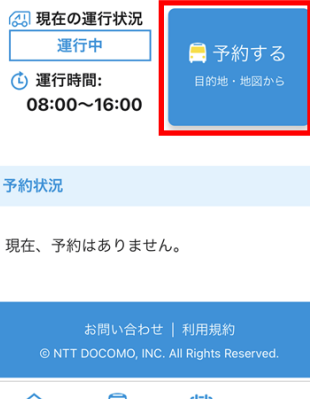 現在の運行状況
運行中
運行時間:
08:00～16:00
予約する
目的地・地図から
予約状況
現在、予約はありません。
お問い合わせ | 利用規約
© NTT DOCOMO, INC. All Rights Reserved.